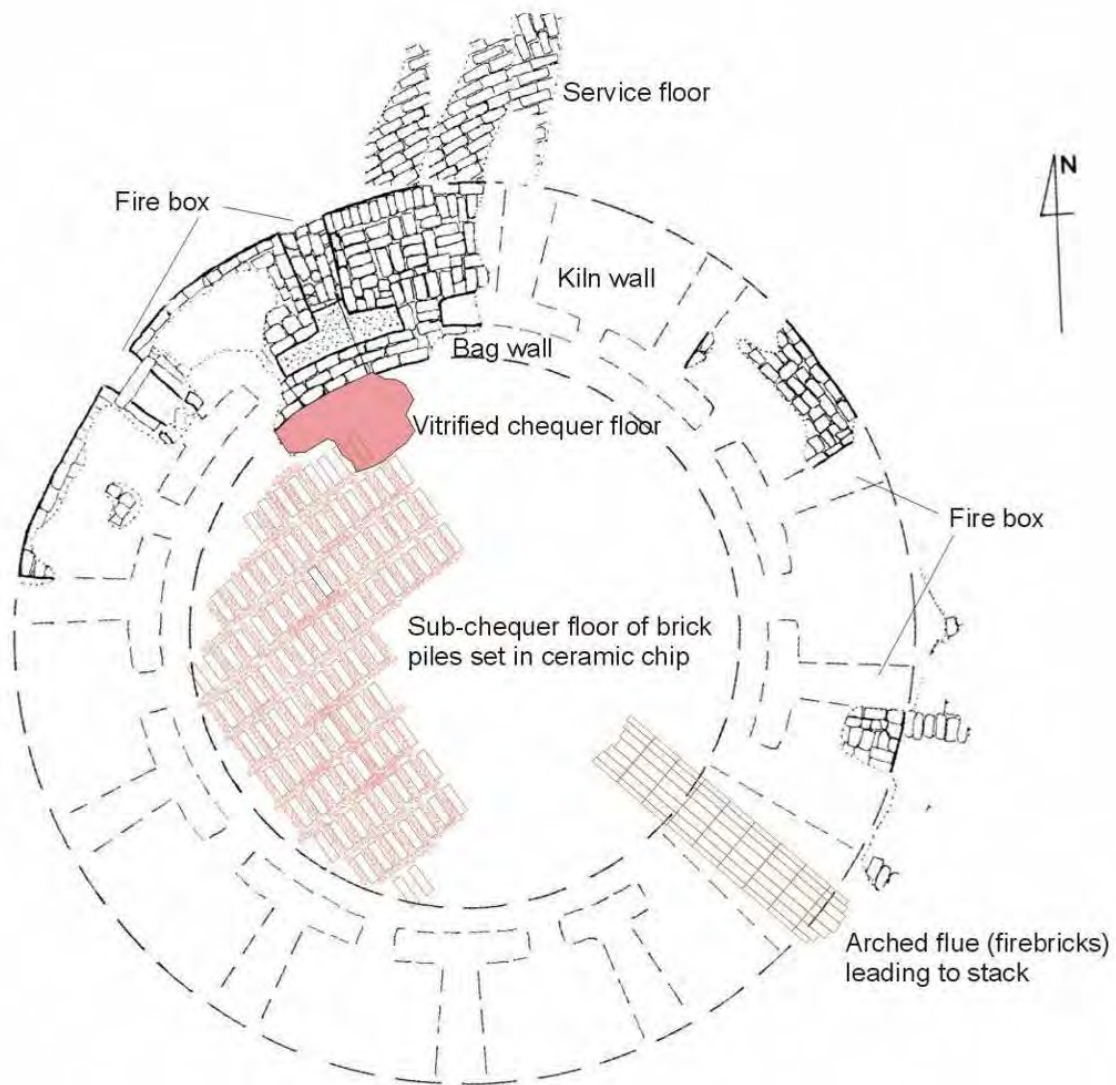 Service floor
N
Fire box
Kiln wall
Bag wall
Vitrified chequer floor
Fire box
Sub-chequer floor of brick
piles set in ceramic chip
Arched flue (firebricks)
leading to stack